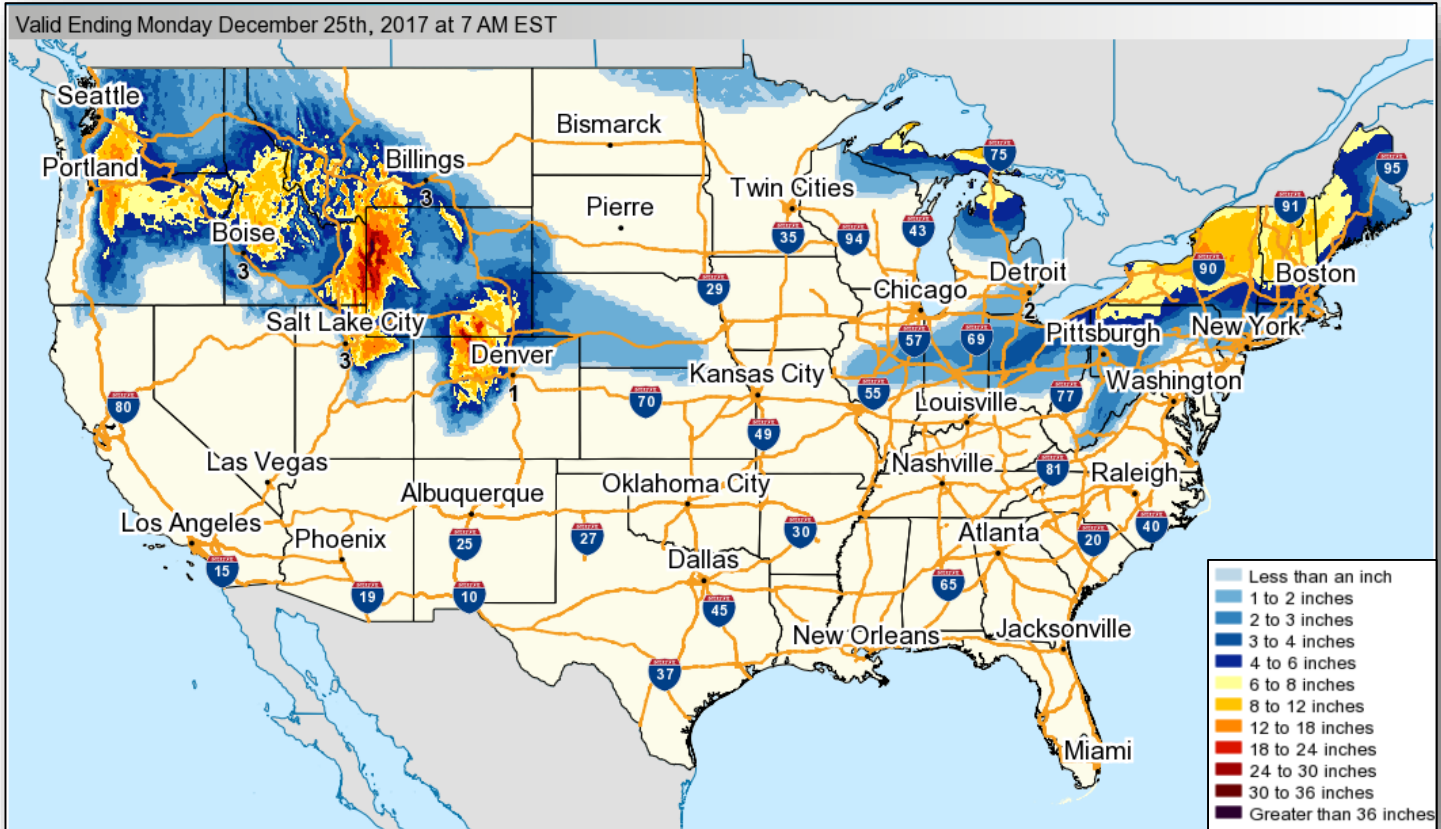 Valid Ending Monday December 25th, 2017 at 7 AM EST
Seattle
Portland
Bismarck
Billings
3
Twin Cities
75
95
Pierre
91
Boise
3
35
94
43
90
Boston
29
Detroit
2
Chicago
Salt Lake City
3
57
69
Pittsburgh
New York
Denver
1
Kansas City
Washington
80
70
55
77
Louisville
49
Las Vegas
Nashville
81
Raleigh
Albuquerque
Oklahoma City
Los Angeles
Phoenix
25
27
30
Atlanta
20
40
15
Dallas
19
10
45
65
New Orleans
Jacksonville
37
Miami
Less than an inch
1 to 2 inches
2 to 3 inches
3 to 4 inches
4 to 6 inches
6 to 8 inches
8 to 12 inches
12 to 18 inches
18 to 24 inches
24 to 30 inches
30 to 36 inches
Greater than 36 inches